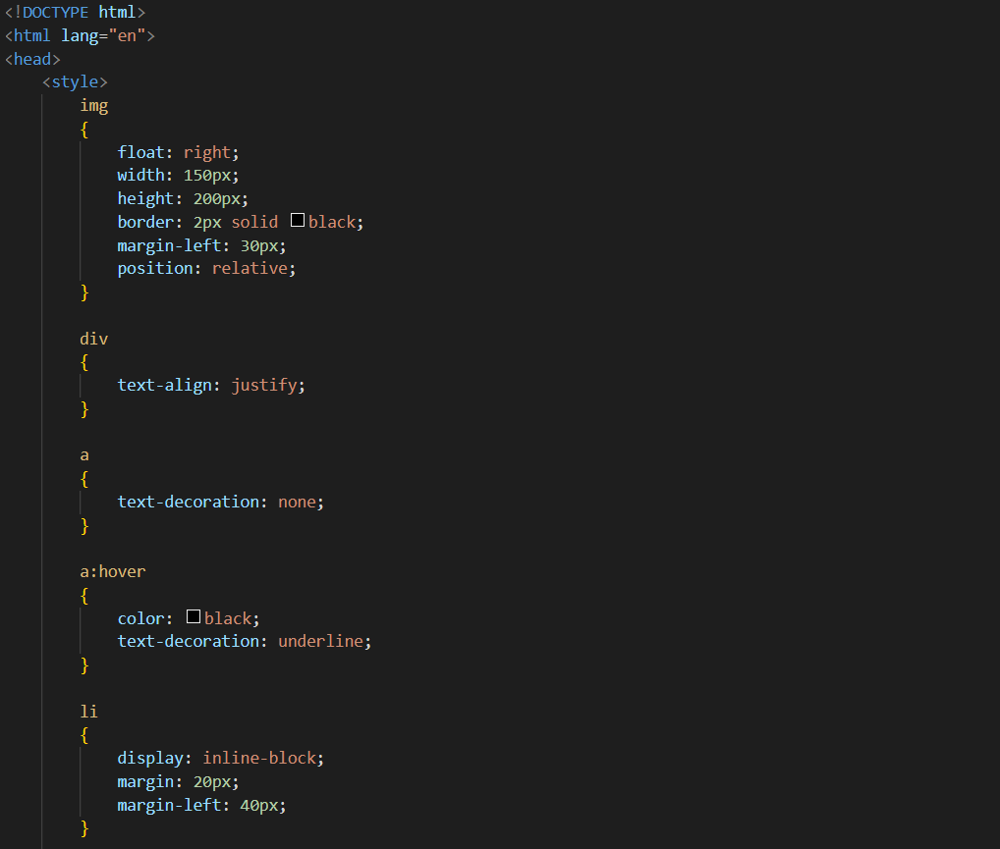 <!DOCTYPE html>
<html lang="en">
<head>
    <style>
        img
        {
            float: right;
            width: 150px;
            height: 200px;
            border: 2px solid black;
            margin-left: 30px;
            position: relative;
        }

        div
        {
            text-align: justify;
        }

        a
        {
            text-decoration: none;
        }

        a:hover
        {
            color: black;
            text-decoration: underline;
        }

        li
        {
            display: inline-block;
            margin: 20px;
            margin-left: 40px;
        }